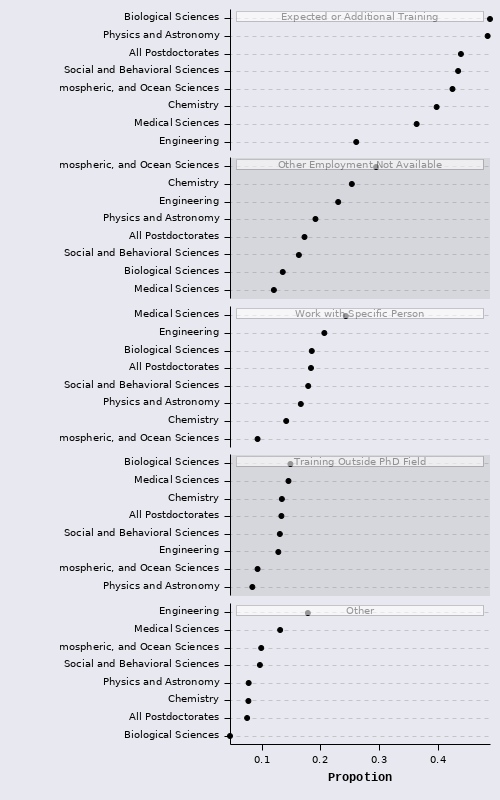 Expected or Additional Training
Biological Sciences
Physics and Astronomy
All Postdoctorates
Social and Behavioral Sciences
mospheric, and Ocean Sciences
Chemistry
Medical Sciences
Engineering
Other Employment Not Available
mospheric, and Ocean Sciences
Chemistry
Engineering
Physics and Astronomy
All Postdoctorates
Social and Behavioral Sciences
Biological Sciences
Medical Sciences
Work with Specific Person
Medical Sciences
Engineering
Biological Sciences
All Postdoctorates
Social and Behavioral Sciences
Physics and Astronomy
Chemistry
mospheric, and Ocean Sciences
Training Outside PhD Field
Biological Sciences
Medical Sciences
Chemistry
All Postdoctorates
Social and Behavioral Sciences
Engineering
mospheric, and Ocean Sciences
Physics and Astronomy
Other
Engineering
Medical Sciences
mospheric, and Ocean Sciences
Social and Behavioral Sciences
Physics and Astronomy
Chemistry
All Postdoctorates
Biological Sciences
0.1 0.2 0.3 0.4
Propotion